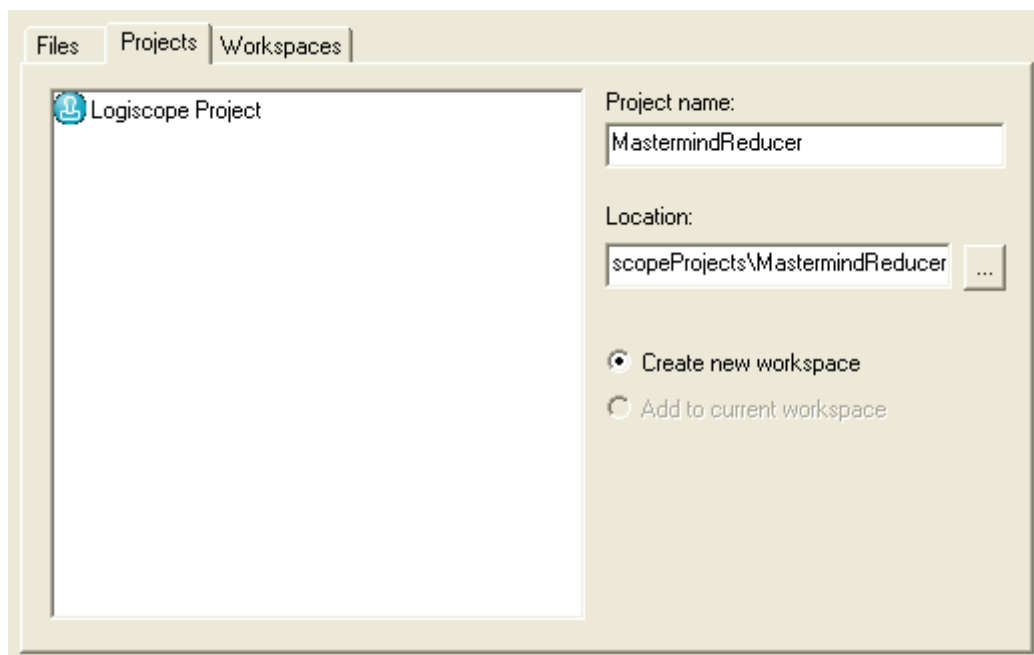 Files Projects Workspaces
Logiscope Project
Project name:
MastermindReducer
Location:
scopeProjects\MastermindReducer ...
Create new workspace
Add to current workspace